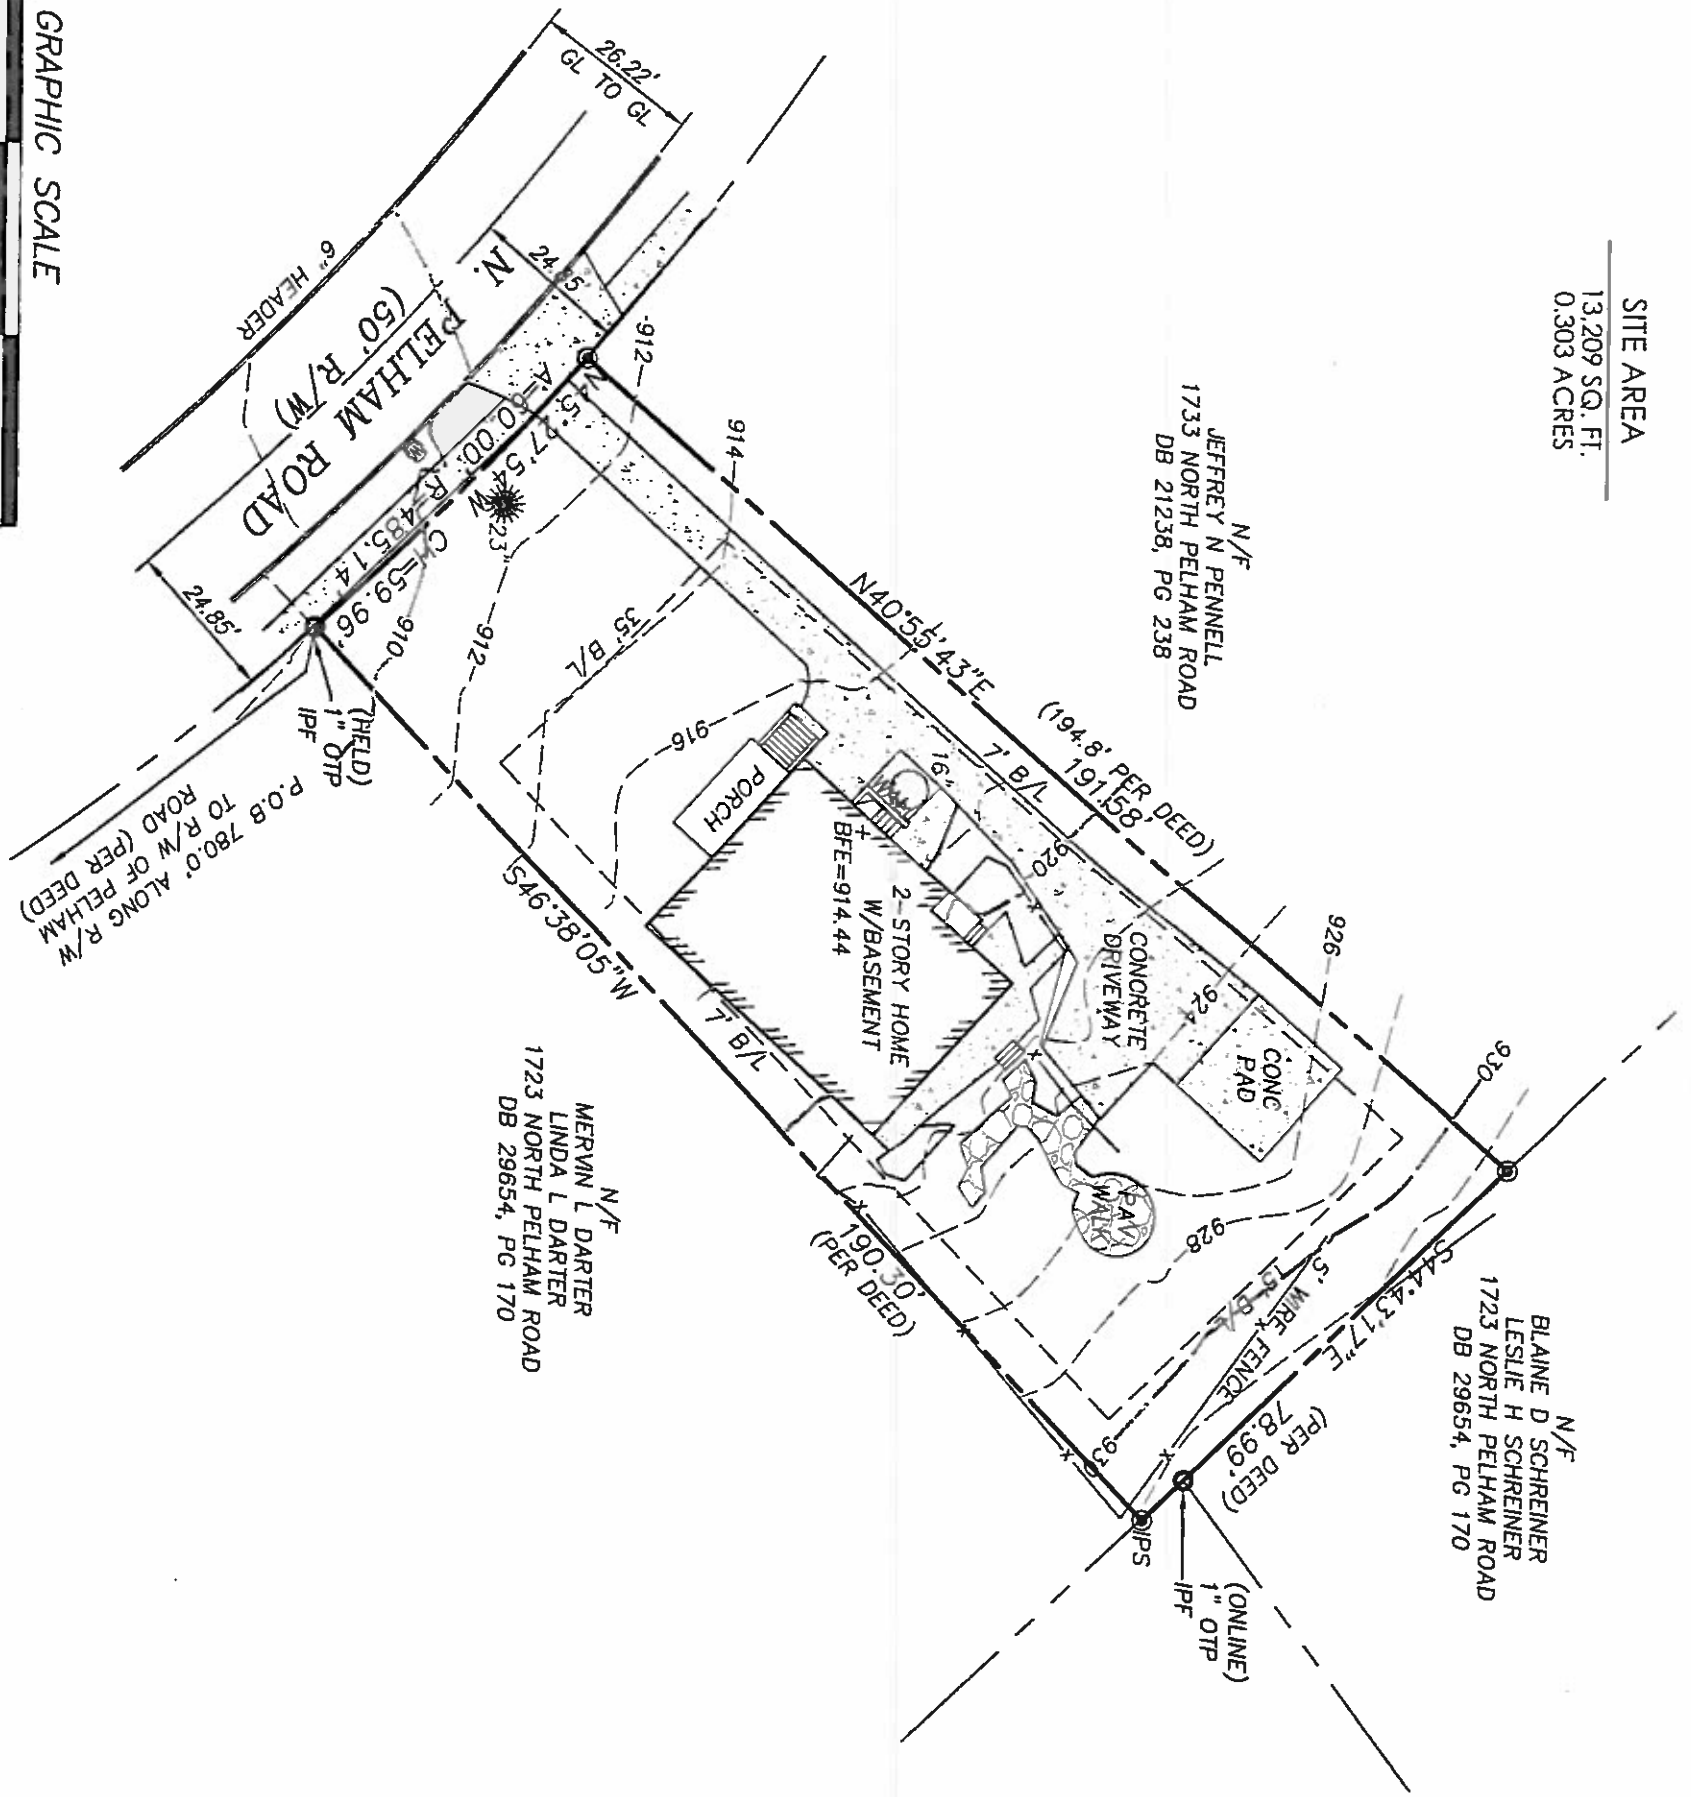 SITE AREA
13,209 SQ. FT.
0.303 ACRES
N/F
JEFFREY N PENNELL
1733 NORTH PELHAM ROAD
DB 21238, PG 238
N/F
BLAINE D SCHREINER
LESLIE H SCHREINER
1723 NORTH PELHAM ROAD
DB 29654, PG 170
N/F
MERVIN L DARTER
LINDA L DARTER
1723 NORTH PELHAM ROAD
DB 29654, PG 170
GRAPHIC SCALE
26.22'
GL TO GL
24.85'
24.85'
6" HEADER
N. PELHAM ROAD
(50' R/W)
N45°27'54"W
A=60.00'
CH=59.96'
23"
W
N40°55'43"E
(194.8' PER DEED)
191.58'
7' B/L
35' B/L
S46°38'05"W
7' B/L
190.30'
(PER DEED)
S44°43'17"E
78.99'
(PER DEED)
5' WIRE FENCE
15' B/L
(HELD)
1" OTP
IPF
P.O.B 780.0' ALONG R/W
TO R/W OF PELHAM
ROAD (PER DEED)
(ONLINE)
1" OTP
IPF
IPS
PORCH
2-STORY HOME
W/BASEMENT
BFE=914.44
16"
CONCRETE
DRIVEWAY
CONC
PAD
PAV
WALK
910
912
912
914
916
920
924
926
928
930